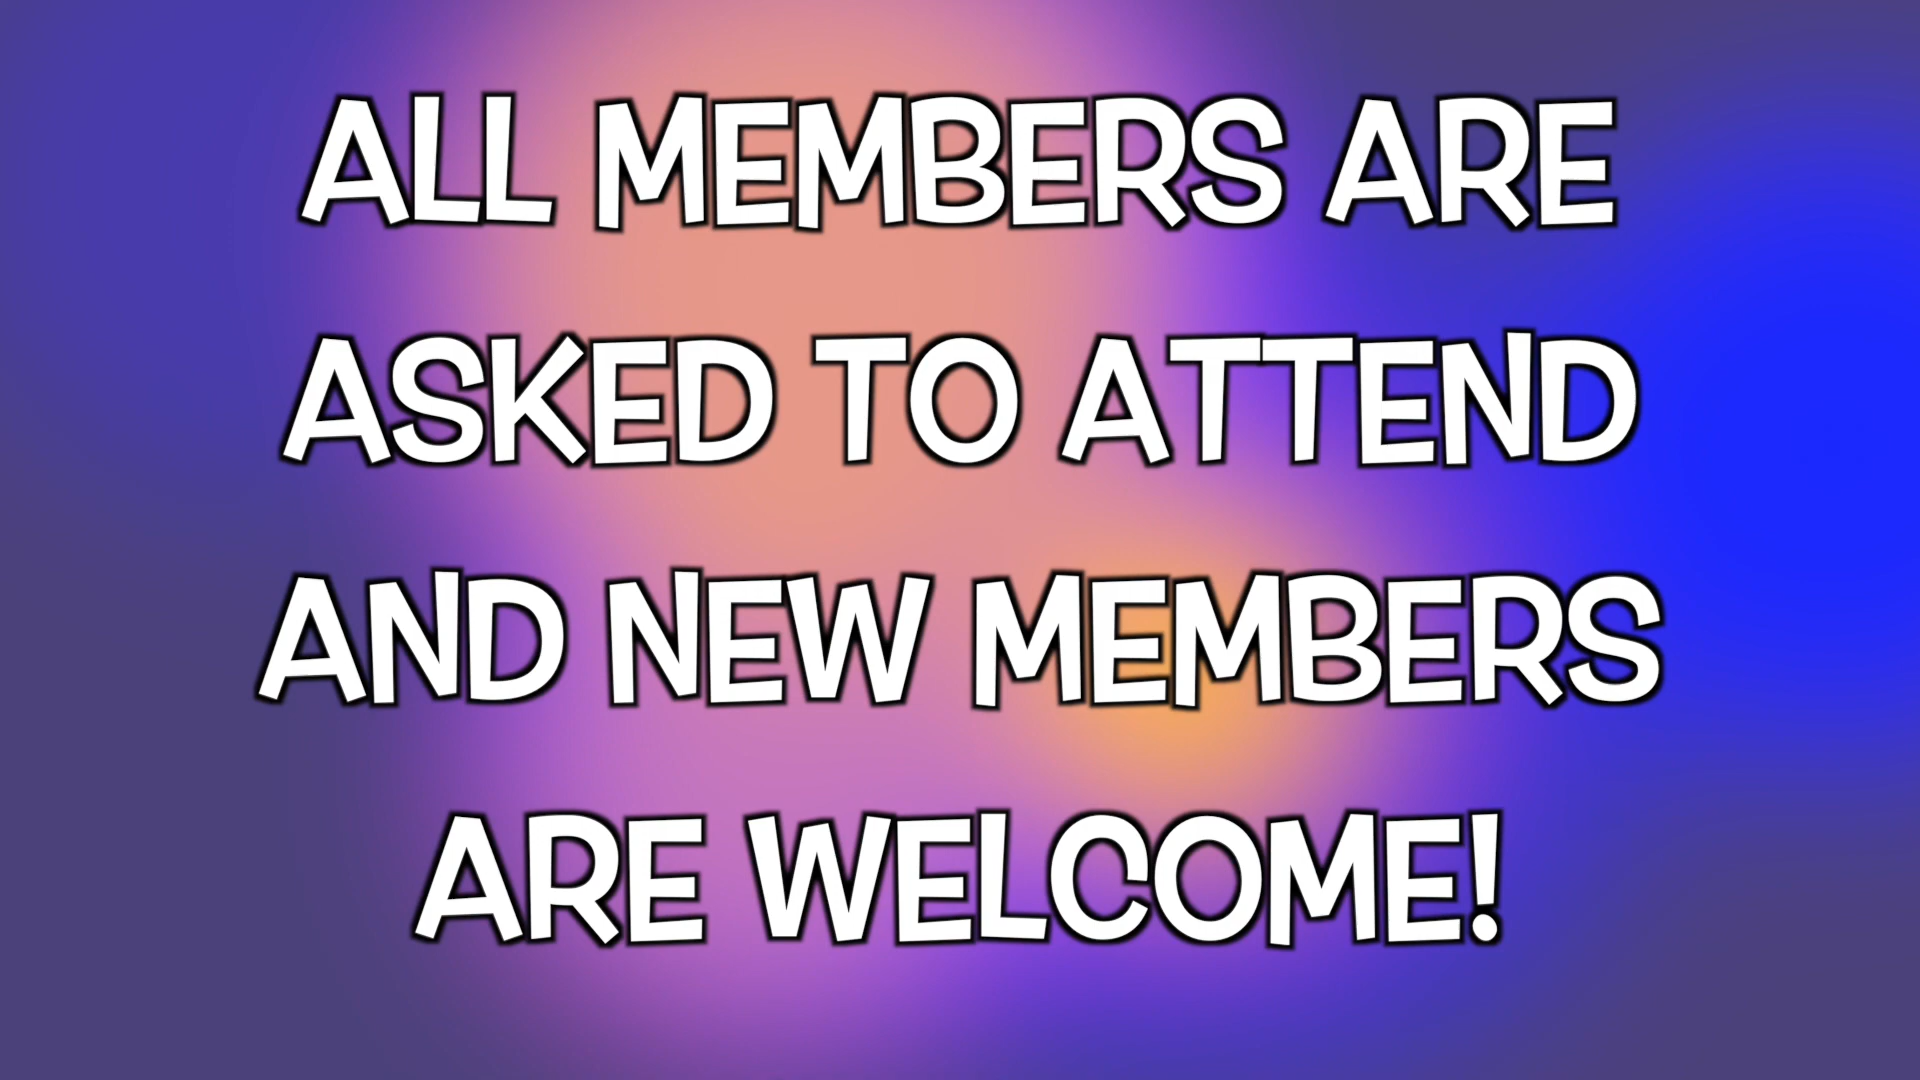 ALL MEMBERS ARE
ASKED TO ATTEND
AND NEW MEMBERS
ARE WELCOME!